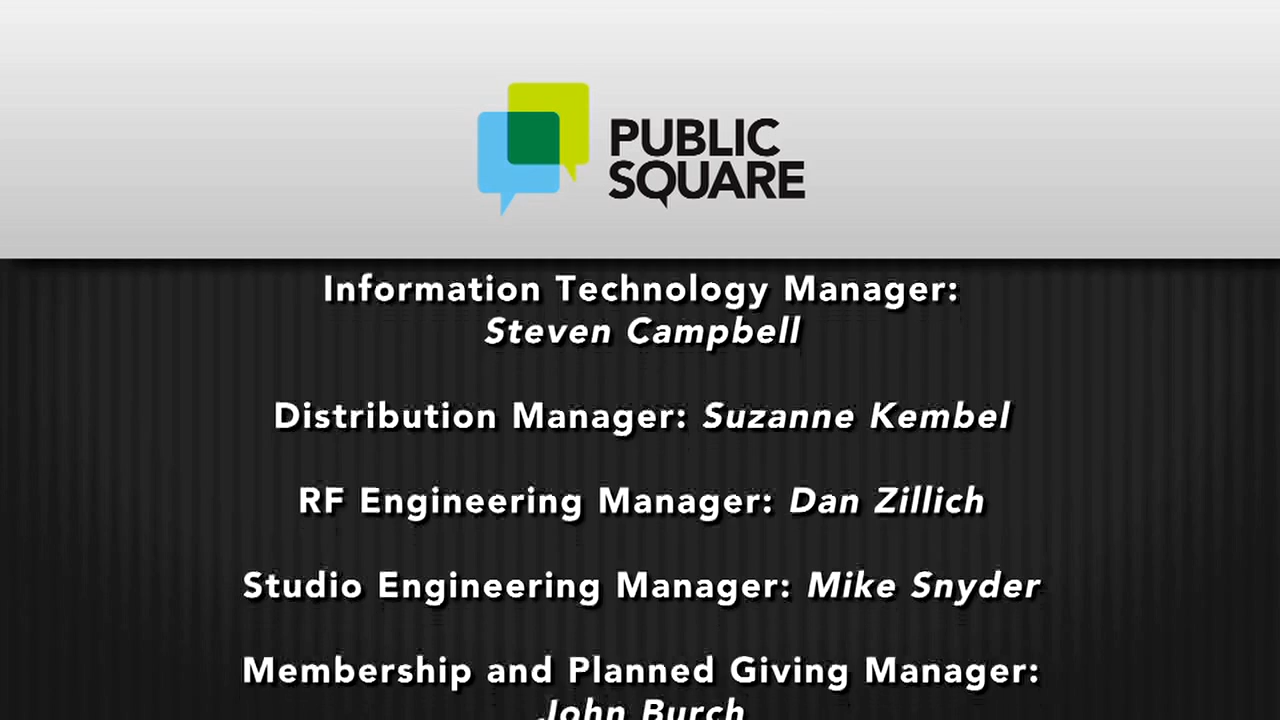 PUBLIC
SQUARE
Information Technology Manager:
Steven Campbell
Distribution Manager: Suzanne Kembel
RF Engineering Manager: Dan Zillich
Studio Engineering Manager: Mike Snyder
Membership and Planned Giving Manager:
John Burch